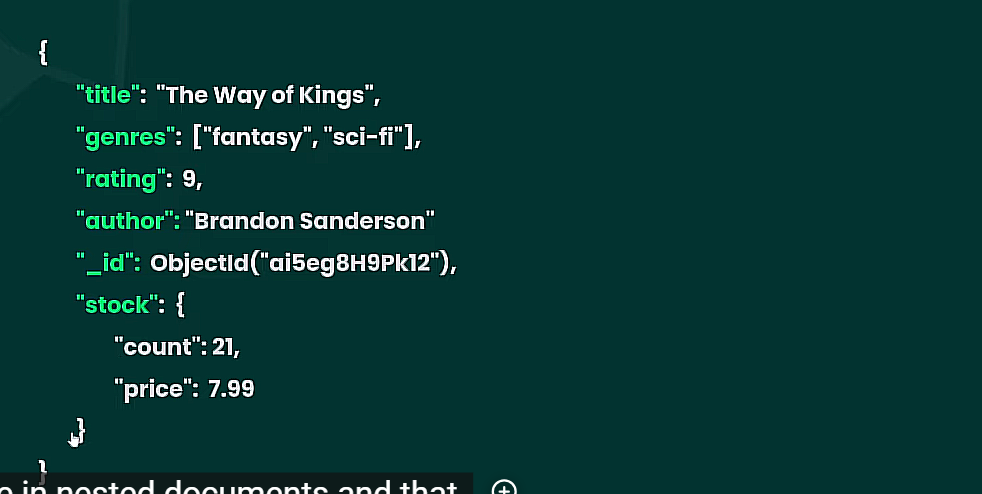 {
"title": "The Way of Kings",
"genres": ["fantasy", "sci-fi"],
"rating": 9,
"author": "Brandon Sanderson"
"_id": ObjectId("ai5eg8H9Pk12"),
"stock": {
"count": 21,
"price": 7.99
}
}
in nested documents and that